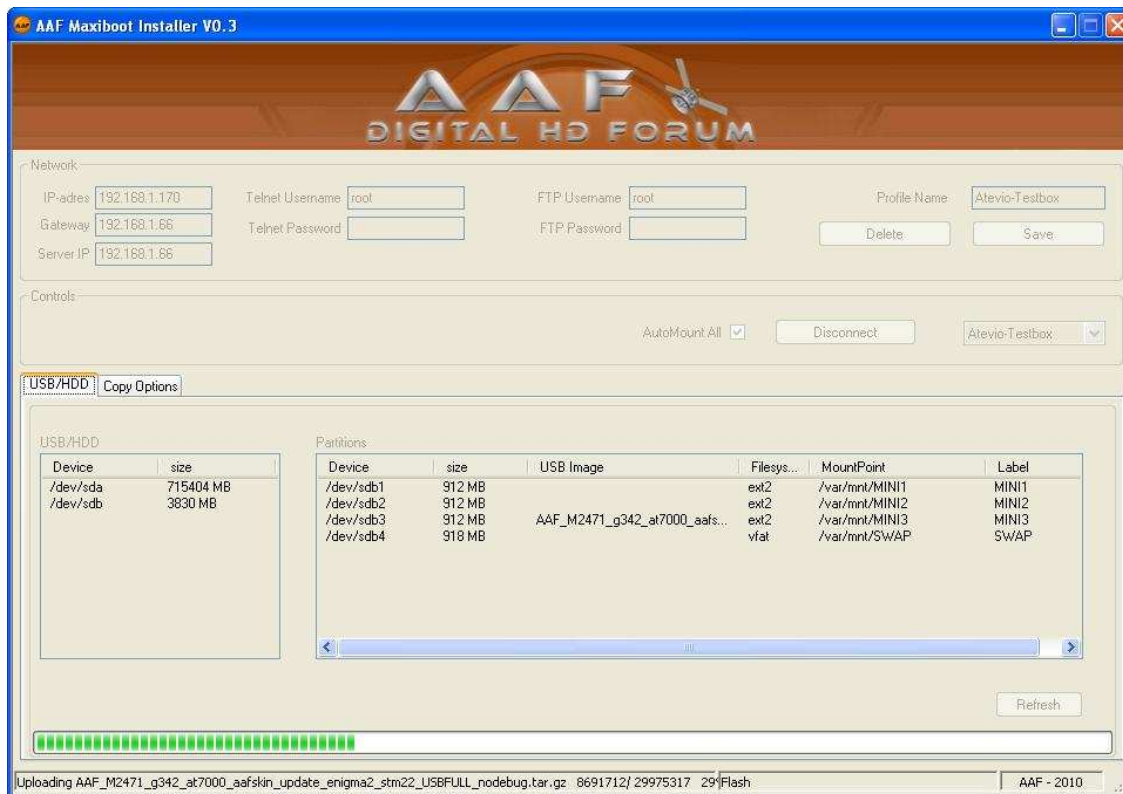 AAF Maxiboot Installer V0.3
AAF
DIGITAL HD FORUM
Network
IP-adres 192.168.1.170 Telnet Username root FTP Username root Profile Name Atevio-Testbox
Gateway 192.168.1.66 Telnet Password FTP Password Delete Save
Server IP 192.168.1.66
Controls
AutoMount All Disconnect Atevio-Testbox
USB/HDD Copy Options
USB/HDD Partitions
Device size Device size USB Image Filesys... MountPoint Label
/dev/sda 715404 MB /dev/sdb1 912 MB ext2 /var/mnt/MINI1 MINI1
/dev/sdb 3830 MB /dev/sdb2 912 MB ext2 /var/mnt/MINI2 MINI2
/dev/sdb3 912 MB AAF_M2471_g342_at7000_aafs... ext2 /var/mnt/MINI3 MINI3
/dev/sdb4 918 MB vfat /var/mnt/SWAP SWAP
Refresh
Uploading AAF_M2471_g342_at7000_aafskin_update_enigma2_stm22_USBFULL_nodebug.tar.gz 8691712/ 29975317 29 Flash AAF - 2010